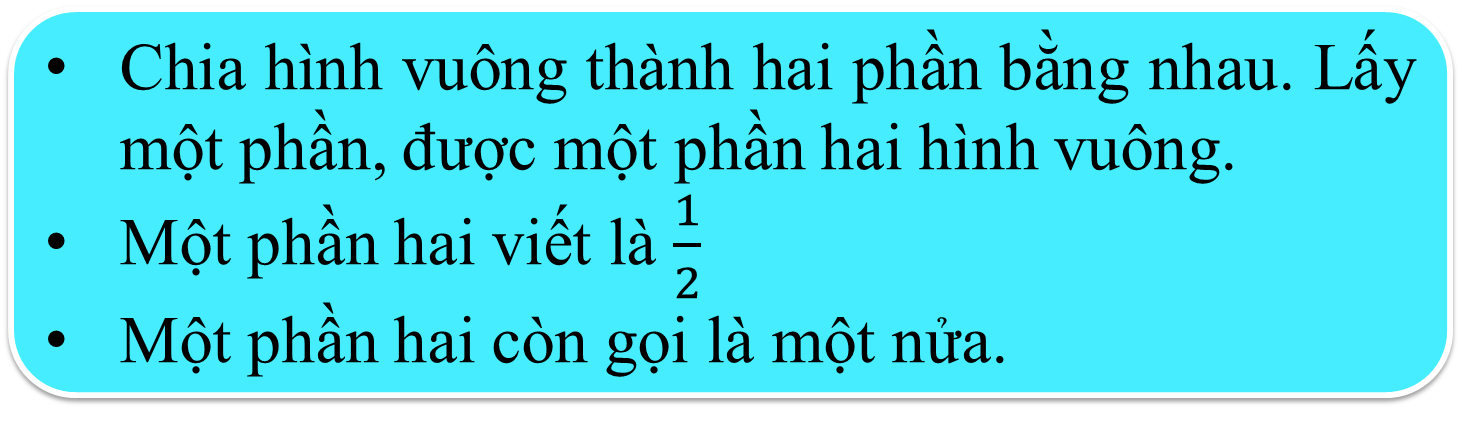 • Chia hình vuông thành hai phần bằng nhau. Lấy
một phần, được một phần hai hình vuông.
• Một phần hai viết là $\frac{1}{2}$
• Một phần hai còn gọi là một nửa.